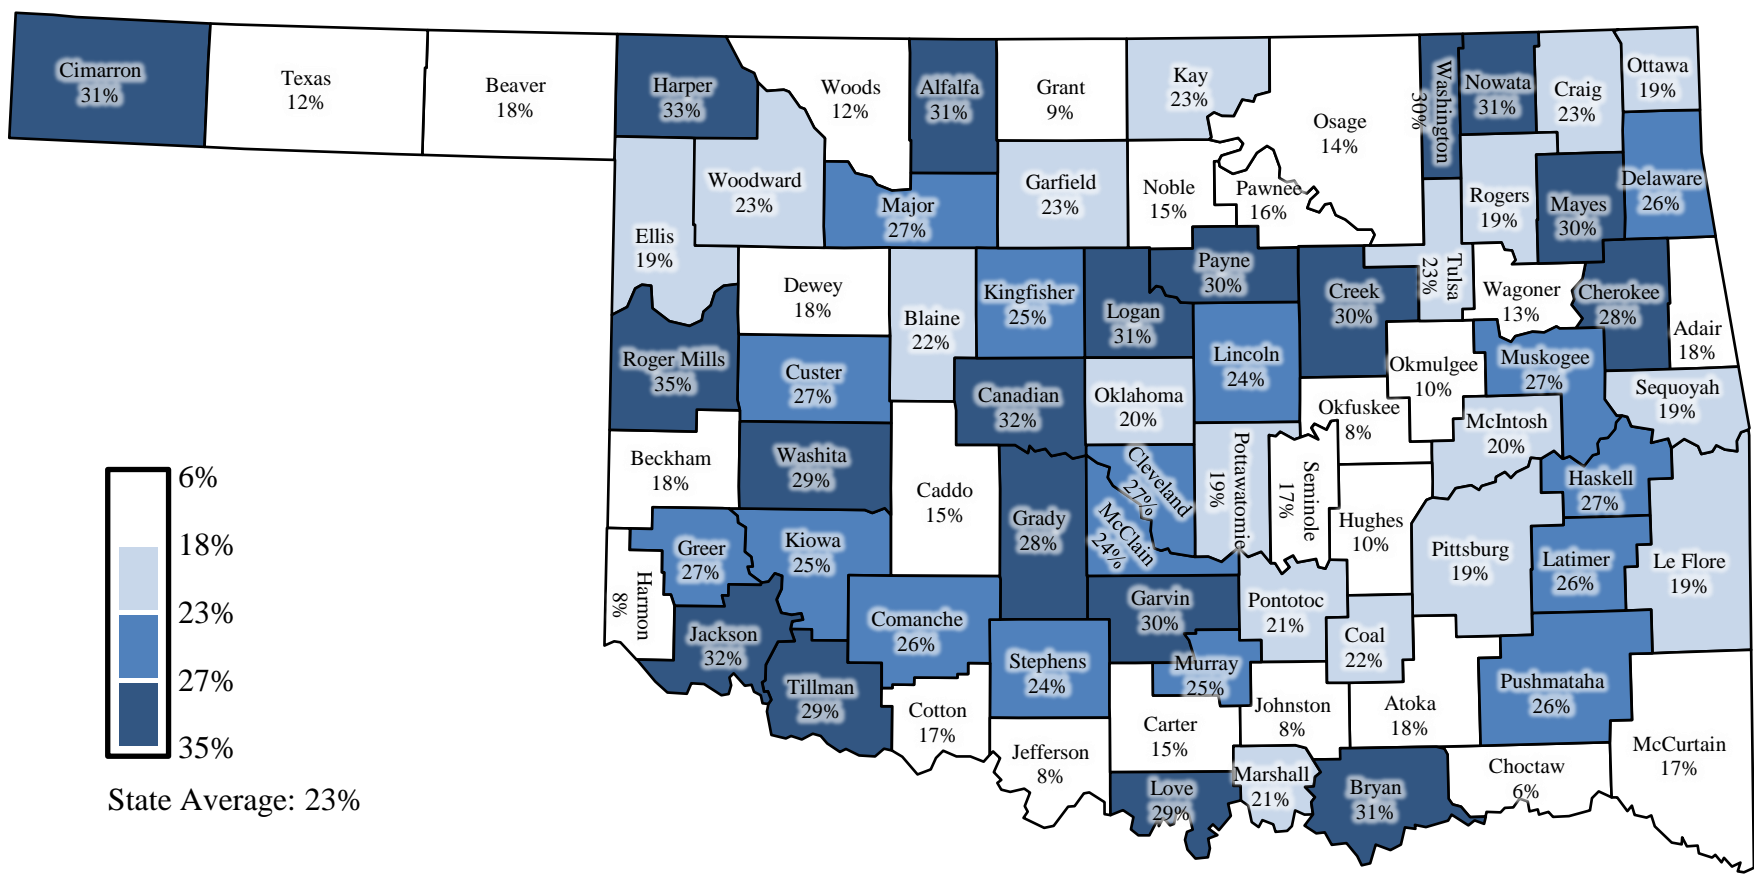 Cimarron
31%
Texas
12%
Beaver
18%
Harper
33%
Woods
12%
Alfalfa
31%
Grant
9%
Kay
23%
Osage
14%
Washington
30%
Nowata
31%
Craig
23%
Ottawa
19%
Woodward
23%
Major
27%
Garfield
23%
Noble
15%
Pawnee
16%
Rogers
19%
Mayes
30%
Delaware
26%
Ellis
19%
Dewey
18%
Blaine
22%
Kingfisher
25%
Logan
31%
Payne
30%
Creek
30%
Tulsa
23%
Wagoner
13%
Cherokee
28%
Adair
18%
Roger Mills
35%
Custer
27%
Canadian
32%
Oklahoma
20%
Lincoln
24%
Okmulgee
10%
Muskogee
27%
Sequoyah
19%
Okfuskee
8%
McIntosh
20%
Beckham
18%
Washita
29%
Caddo
15%
Grady
28%
Cleveland
27%
McClain
24%
Pottawatomie
19%
Seminole
17%
Hughes
10%
Haskell
27%
Pittsburg
19%
Latimer
26%
Le Flore
19%
Harmon
8%
Greer
27%
Kiowa
25%
Jackson
32%
Comanche
26%
Tillman
29%
Cotton
17%
Stephens
24%
Garvin
30%
Murray
25%
Pontotoc
21%
Coal
22%
Jefferson
8%
Carter
15%
Johnston
8%
Atoka
18%
Pushmataha
26%
McCurtain
17%
Love
29%
Marshall
21%
Bryan
31%
Choctaw
6%
6%
18%
23%
27%
35%
State Average: 23%